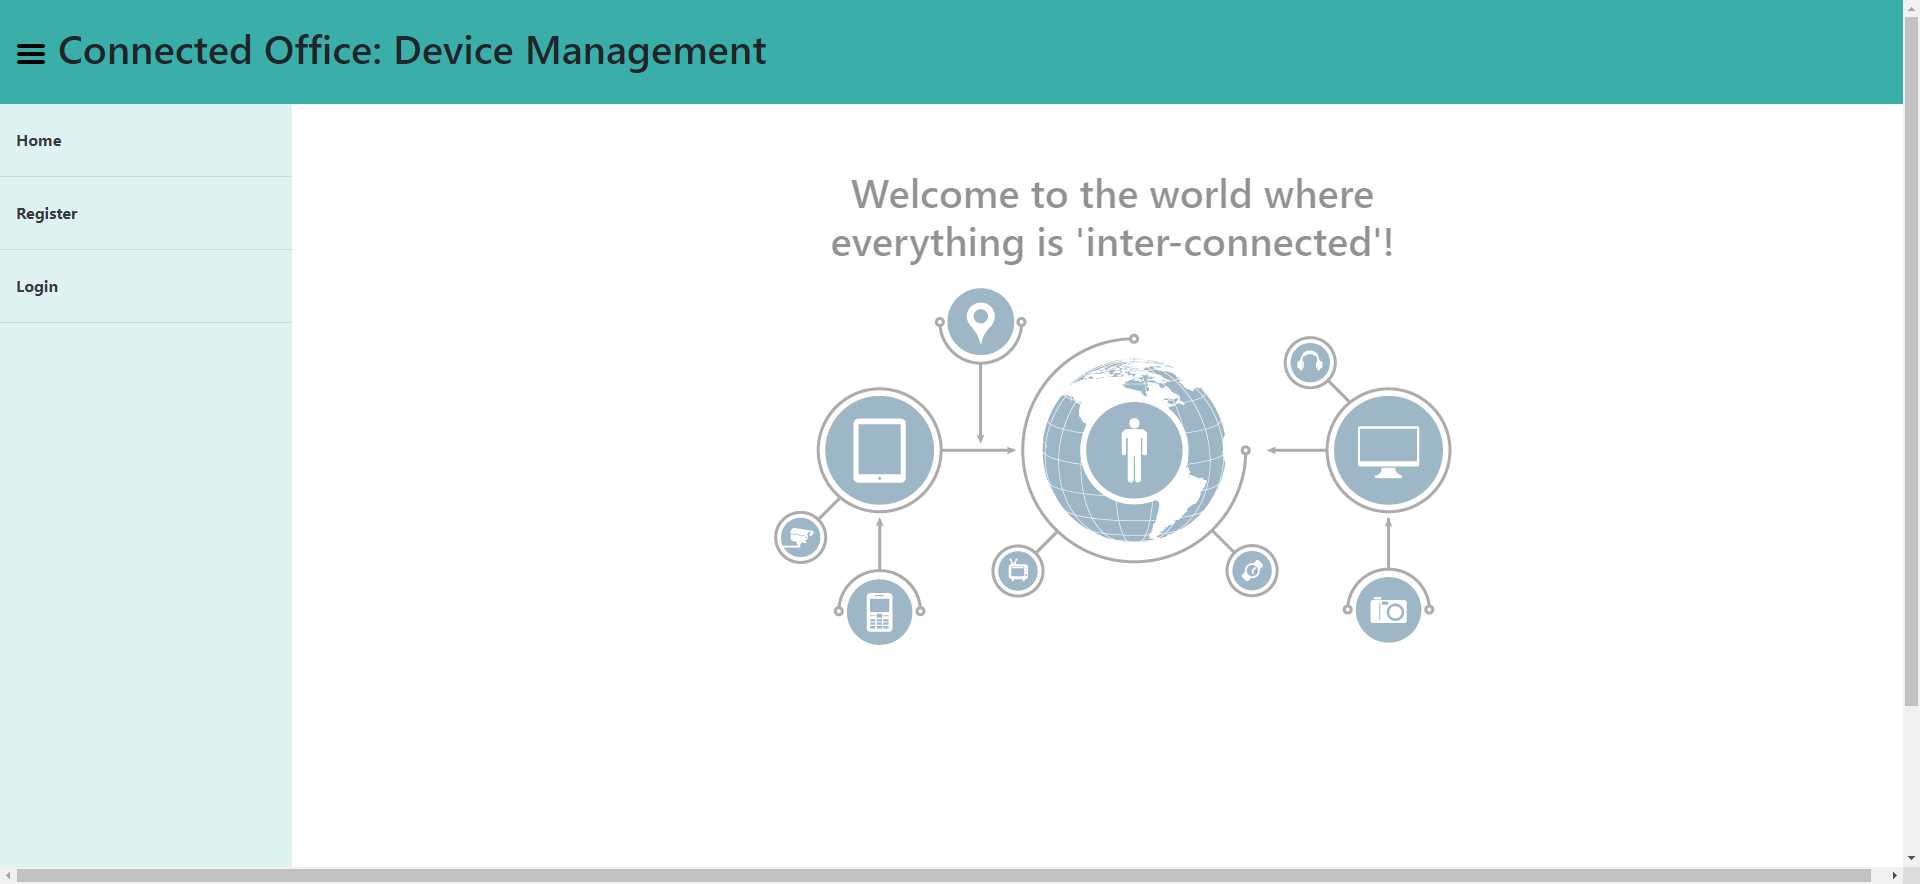 Connected Office: Device Management
Home
Register
Login
Welcome to the world where
everything is 'inter-connected'!